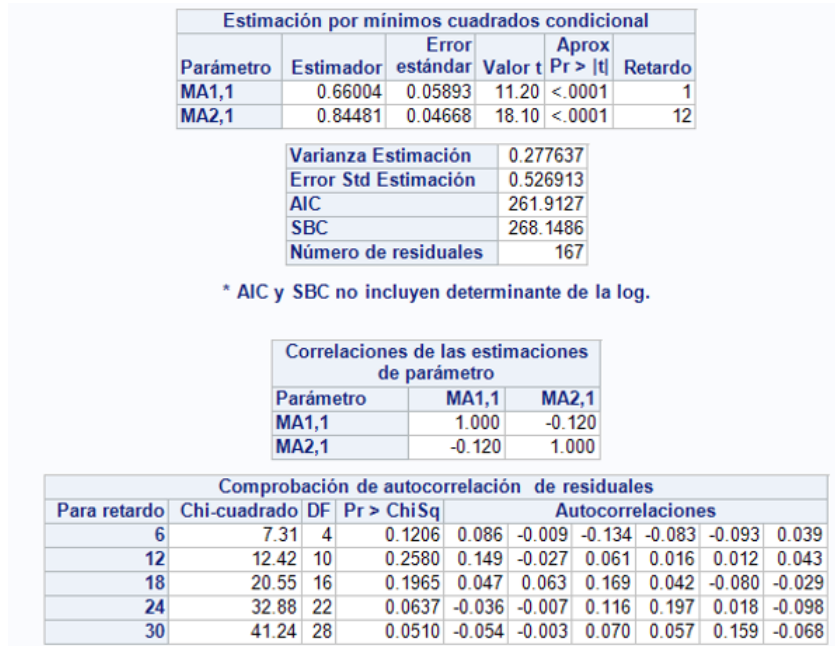 Estimación por mínimos cuadrados condicional
Parámetro Estimador Error estándar Valor t Aprox Pr > |t| Retardo
MA1,1 0.66004 0.05893 11.20 <.0001 1
MA2,1 0.84481 0.04668 18.10 <.0001 12
Varianza Estimación 0.277637
Error Std Estimación 0.526913
AIC 261.9127
SBC 268.1486
Número de residuales 167
* AIC y SBC no incluyen determinante de la log.
Correlaciones de las estimaciones
de parámetro
Parámetro MA1,1 MA2,1
MA1,1 1.000 -0.120
MA2,1 -0.120 1.000
Comprobación de autocorrelación de residuales
Para retardo Chi-cuadrado DF Pr > ChiSq Autocorrelaciones
6 7.31 4 0.1206 0.086 -0.009 -0.134 -0.083 -0.093 0.039
12 12.42 10 0.2580 0.149 -0.027 0.061 0.016 0.012 0.043
18 20.55 16 0.1965 0.047 0.063 0.169 0.042 -0.080 -0.029
24 32.88 22 0.0637 -0.036 -0.007 0.116 0.197 0.018 -0.098
30 41.24 28 0.0510 -0.054 -0.003 0.070 0.057 0.159 -0.068